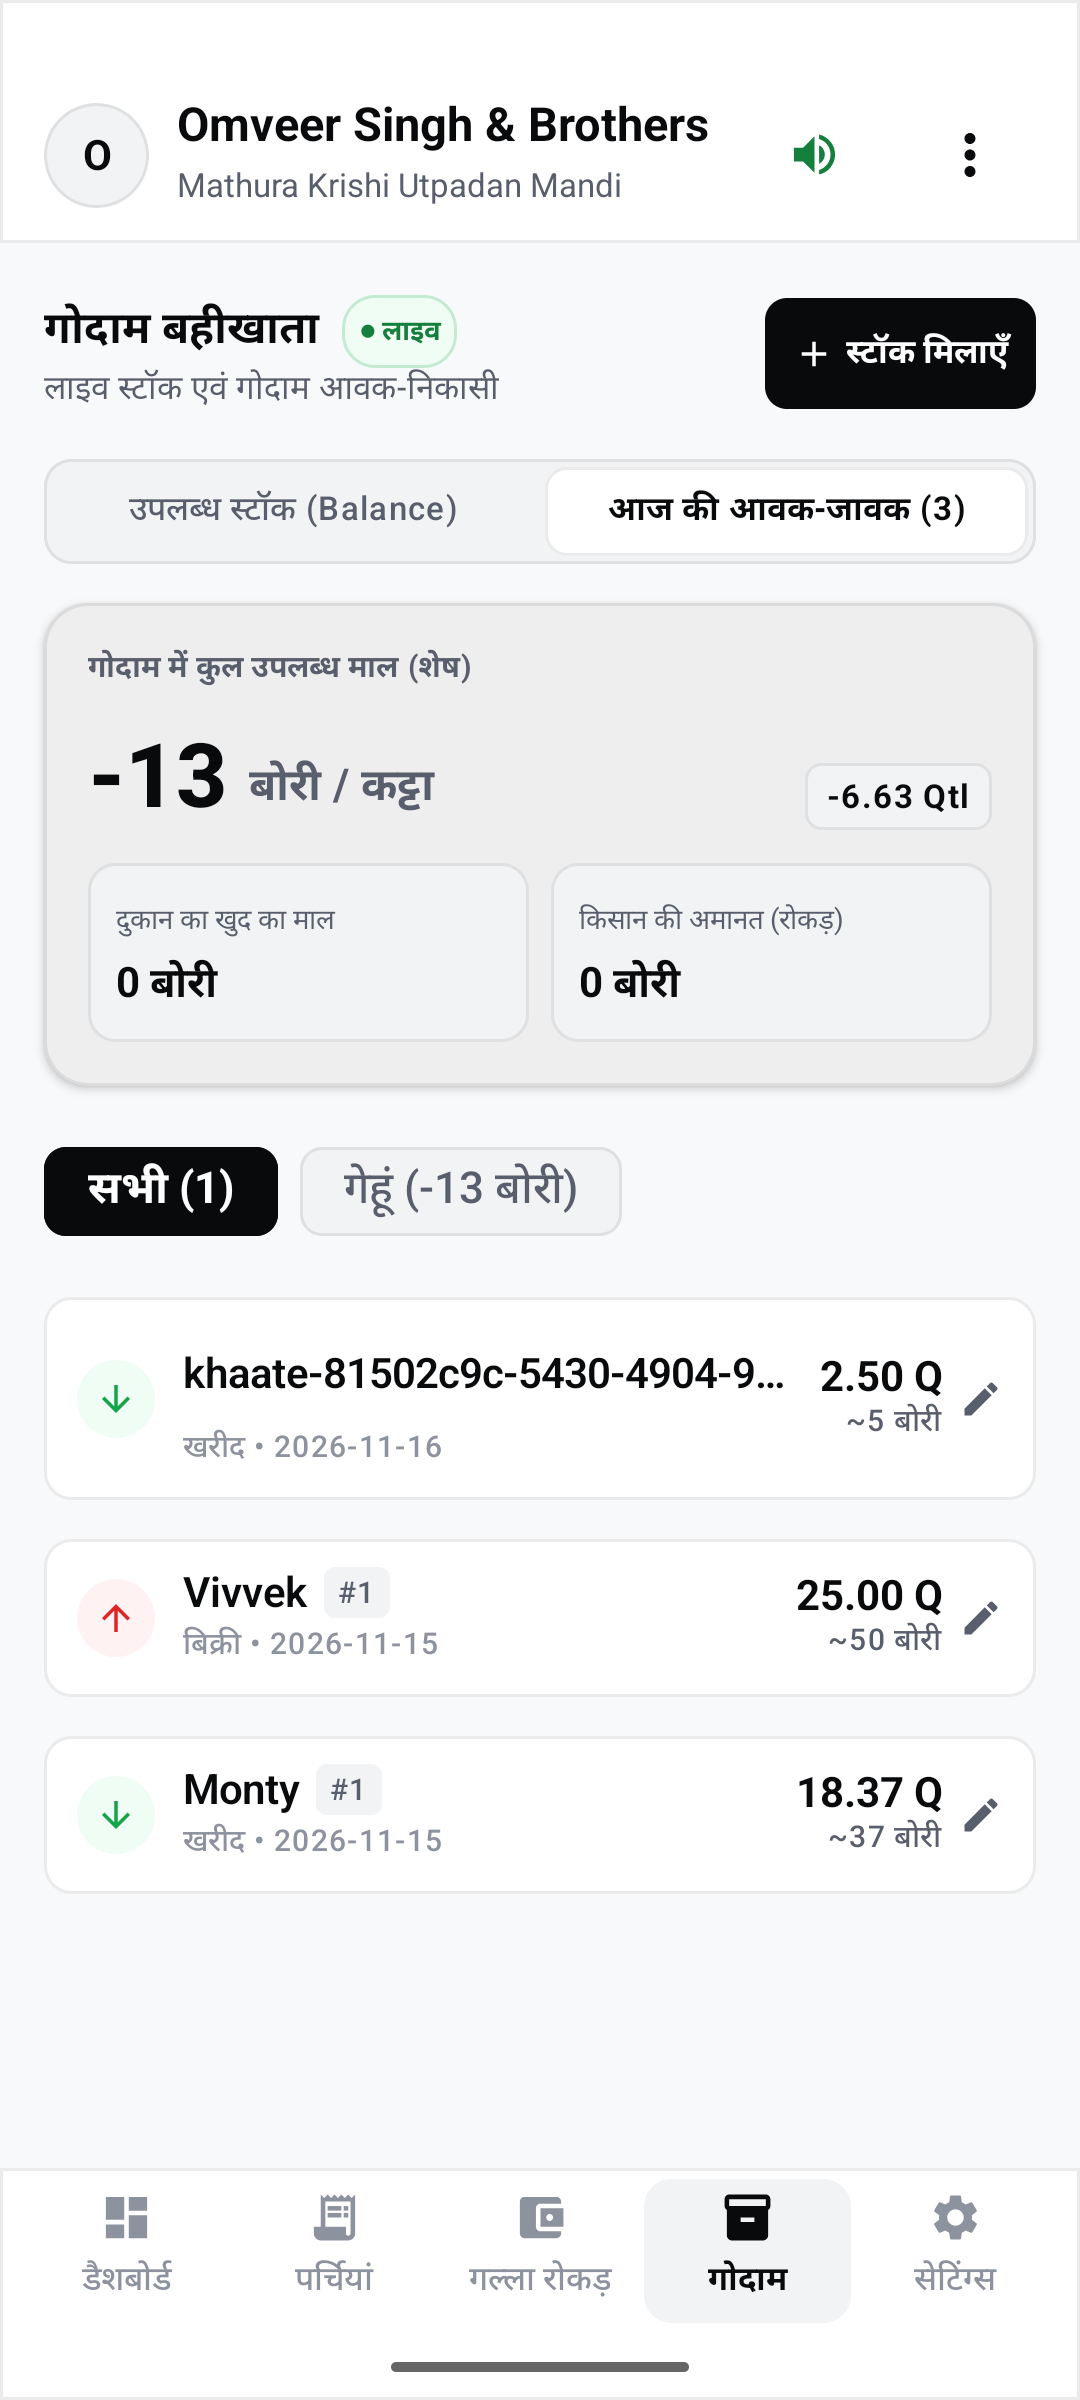 O
Omveer Singh & Brothers
Mathura Krishi Utpadan Mandi
गोदाम बहीखाता
• लाइव
लाइव स्टॉक एवं गोदाम आवक-निकासी
+ स्टॉक मिलाएँ
उपलब्ध स्टॉक (Balance)
आज की आवक-जावक (3)
गोदाम में कुल उपलब्ध माल (शेष)
-13 बोरी / कट्टा
-6.63 Qtl
दुकान का खुद का माल
0 बोरी
किसान की अमानत (रोकड़)
0 बोरी
सभी (1)
गेहूं (-13 बोरी)
khaate-81502c9c-5430-4904-9...
2.50 Q
~5 बोरी
खरीद • 2026-11-16
Vivvek #1
25.00 Q
बिक्री • 2026-11-15
~50 बोरी
Monty #1
18.37 Q
खरीद • 2026-11-15
~37 बोरी
डैशबोर्ड
पर्चियां
गल्ला रोकड़
गोदाम
सेटिंग्स